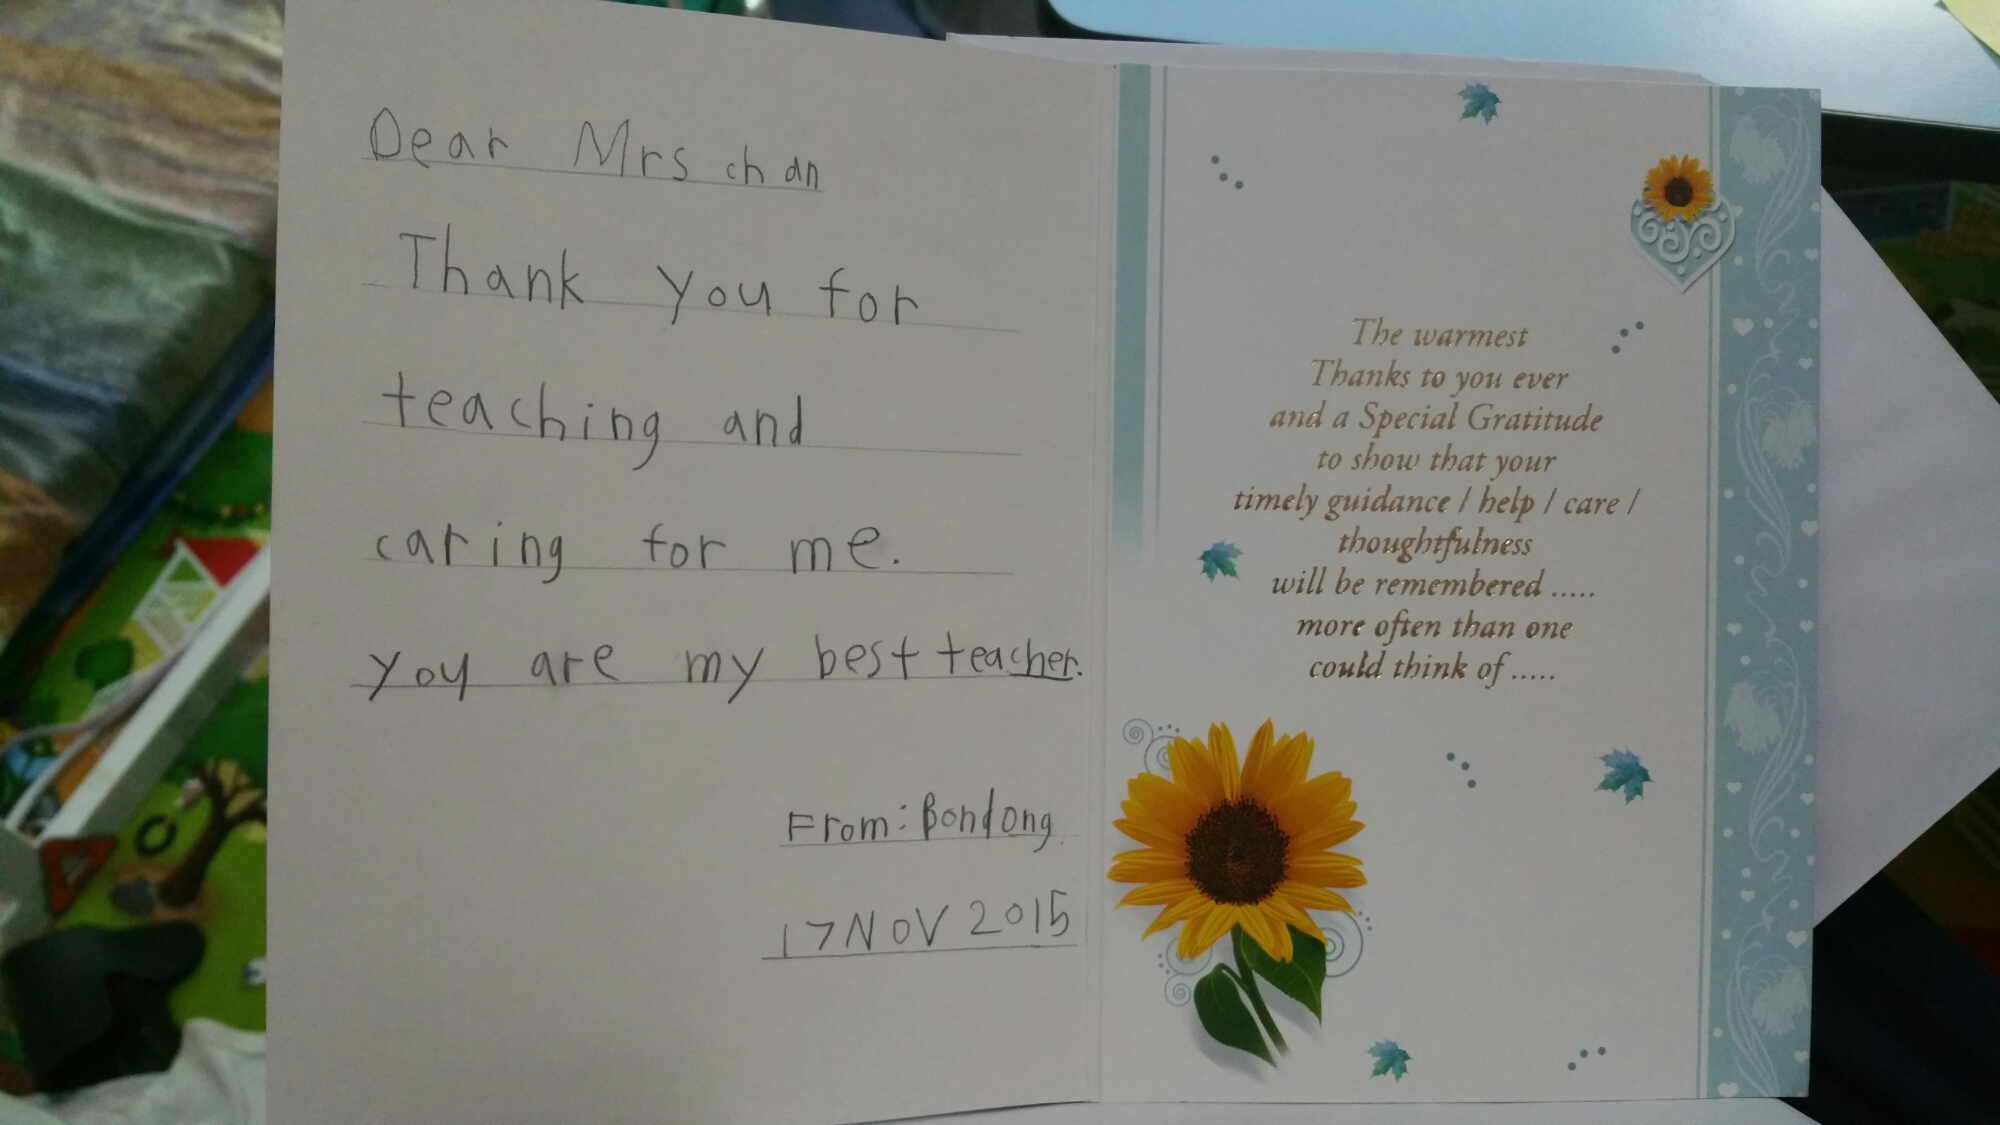 Dear Mrs chan
Thank you for
teaching and
caring for me.
you are my best teacher.
From: Bondong
17 NOV 2015
The warmest
Thanks to you ever
and a Special Gratitude
to show that your
timely guidance / help / care /
thoughtfulness
will be remembered .....
more often than one
could think of .....